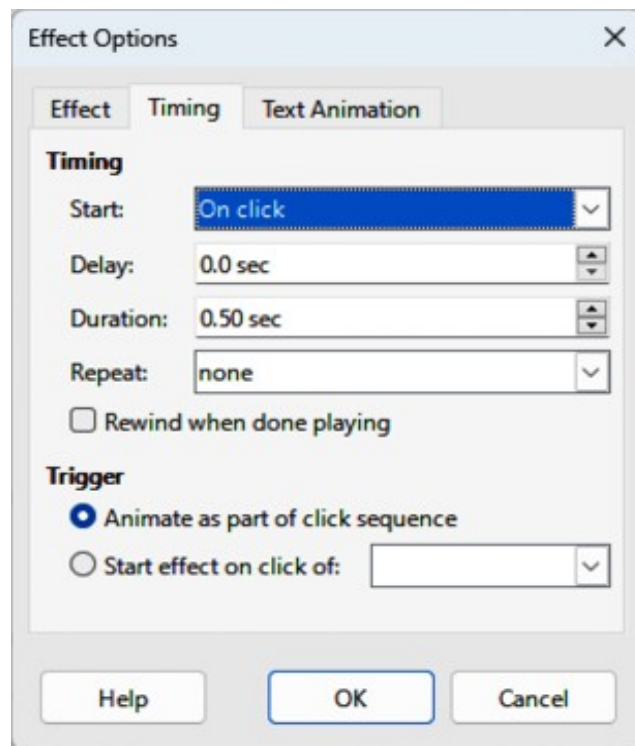 Effect Options
Effect Timing Text Animation
Timing
Start: On click
Delay: 0.0 sec
Duration: 0.50 sec
Repeat: none
Rewind when done playing
Trigger
Animate as part of click sequence
Start effect on click of:
Help OK Cancel